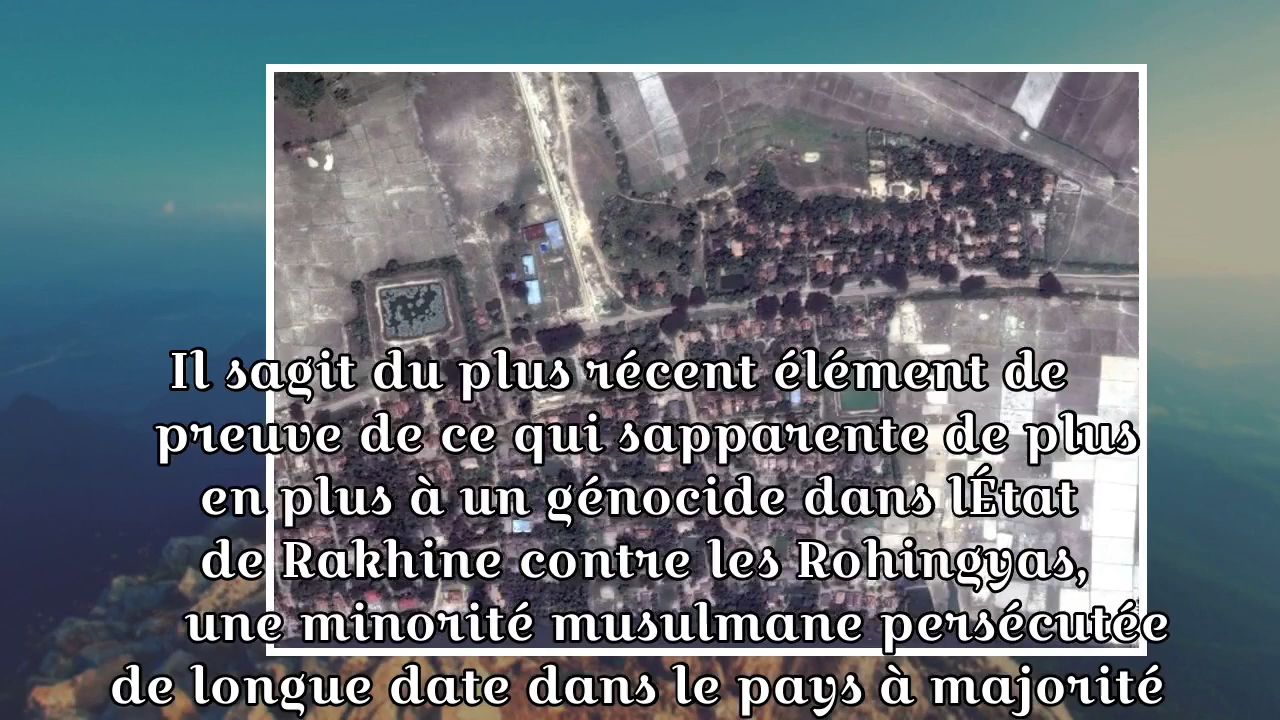 Il sagit du plus récent élément de
preuve de ce qui sapparente de plus
en plus à un génocide dans lÉtat
de Rakhine contre les Rohingyas,
une minorité musulmane persécutée
de longue date dans le pays à majorité